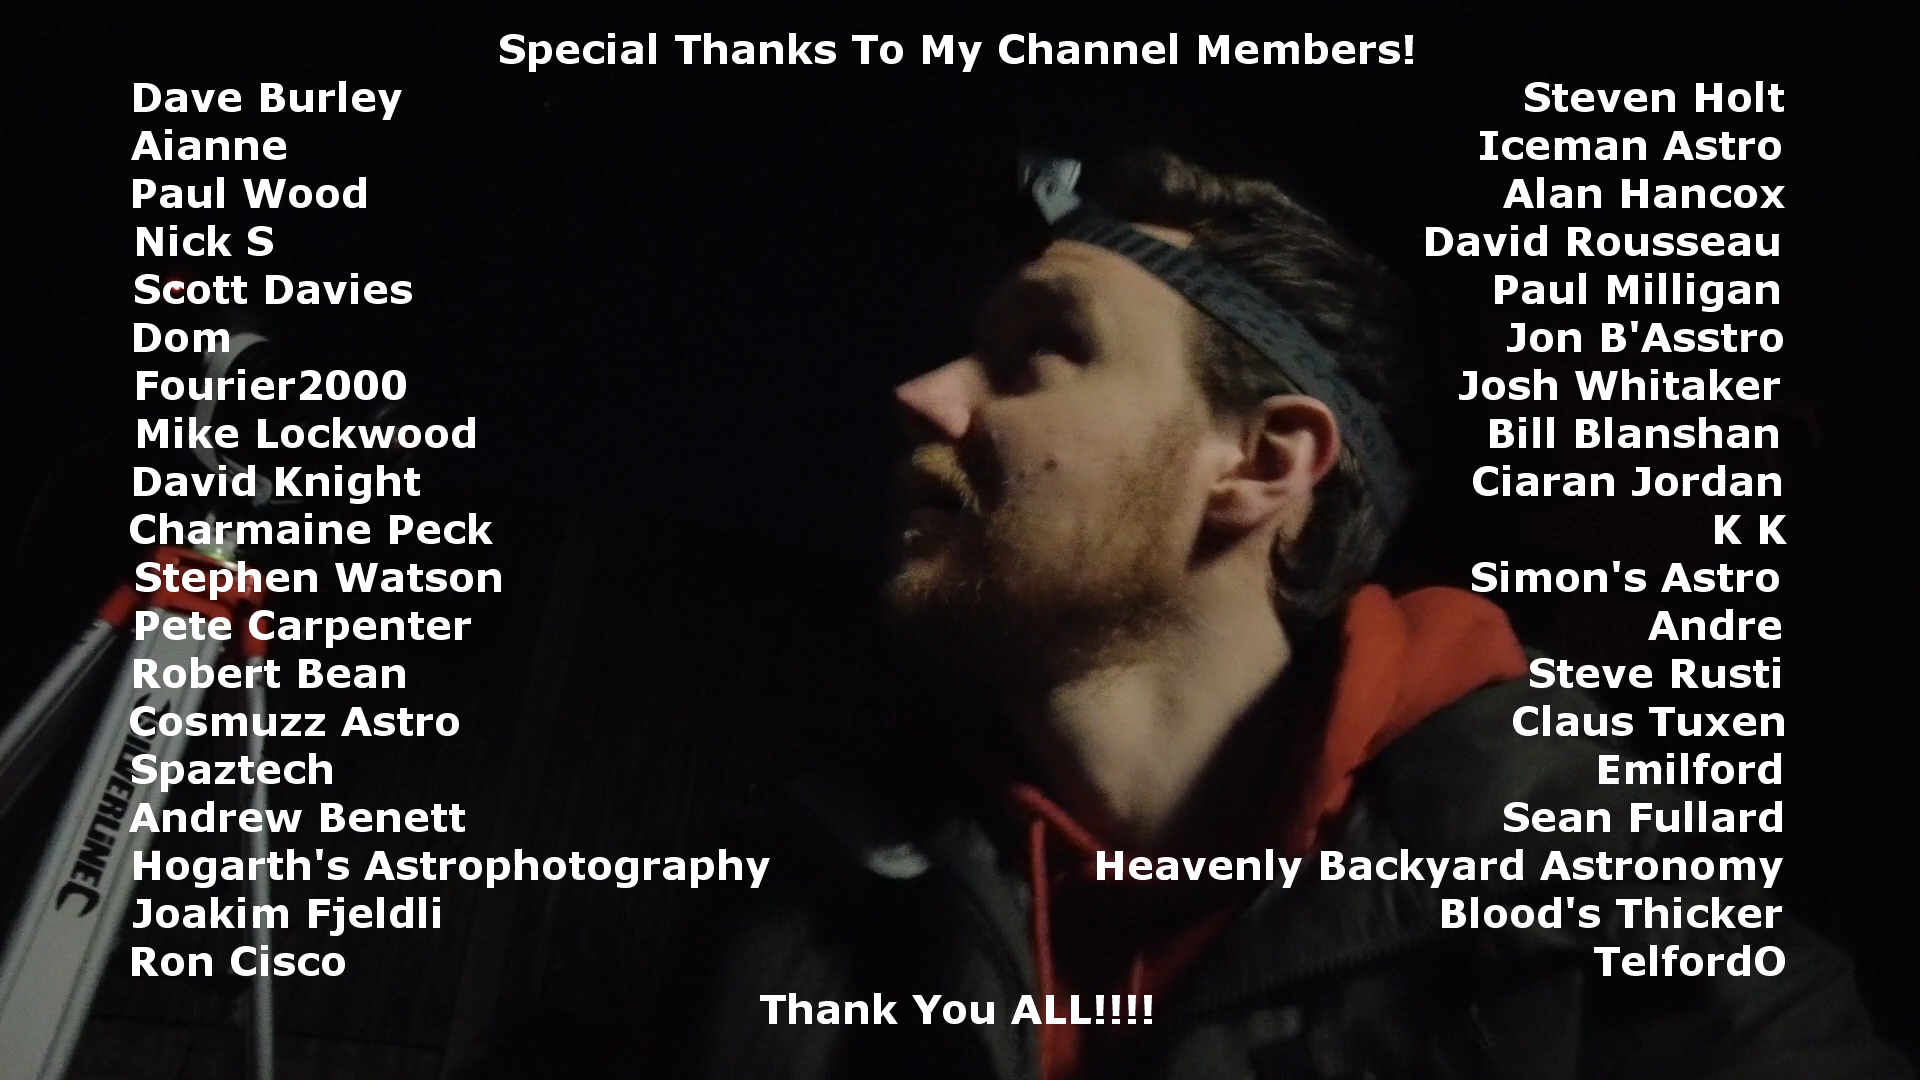 Special Thanks To My Channel Members!
Dave Burley Steven Holt
Aianne Iceman Astro
Paul Wood Alan Hancox
Nick S David Rousseau
Scott Davies Paul Milligan
Dom Jon B'Asstro
Fourier2000 Josh Whitaker
Mike Lockwood Bill Blanshan
David Knight Ciaran Jordan
Charmaine Peck K K
Stephen Watson Simon's Astro
Pete Carpenter Andre
Robert Bean Steve Rusti
Cosmuzz Astro Claus Tuxen
Spaztech Emilford
Andrew Benett Sean Fullard
Hogarth's Astrophotography Heavenly Backyard Astronomy
Joakim Fjeldli Blood's Thicker
Ron Cisco TelfordO
Thank You ALL!!!!
SILVERLINE